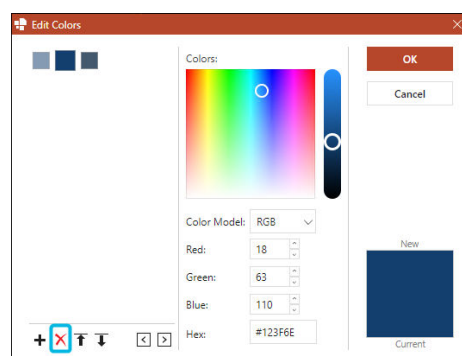 Edit Colors
Colors:
OK
Cancel
Color Model: RGB
Red: 18
Green: 63
Blue: 110
Hex: #123F6E
New
Current